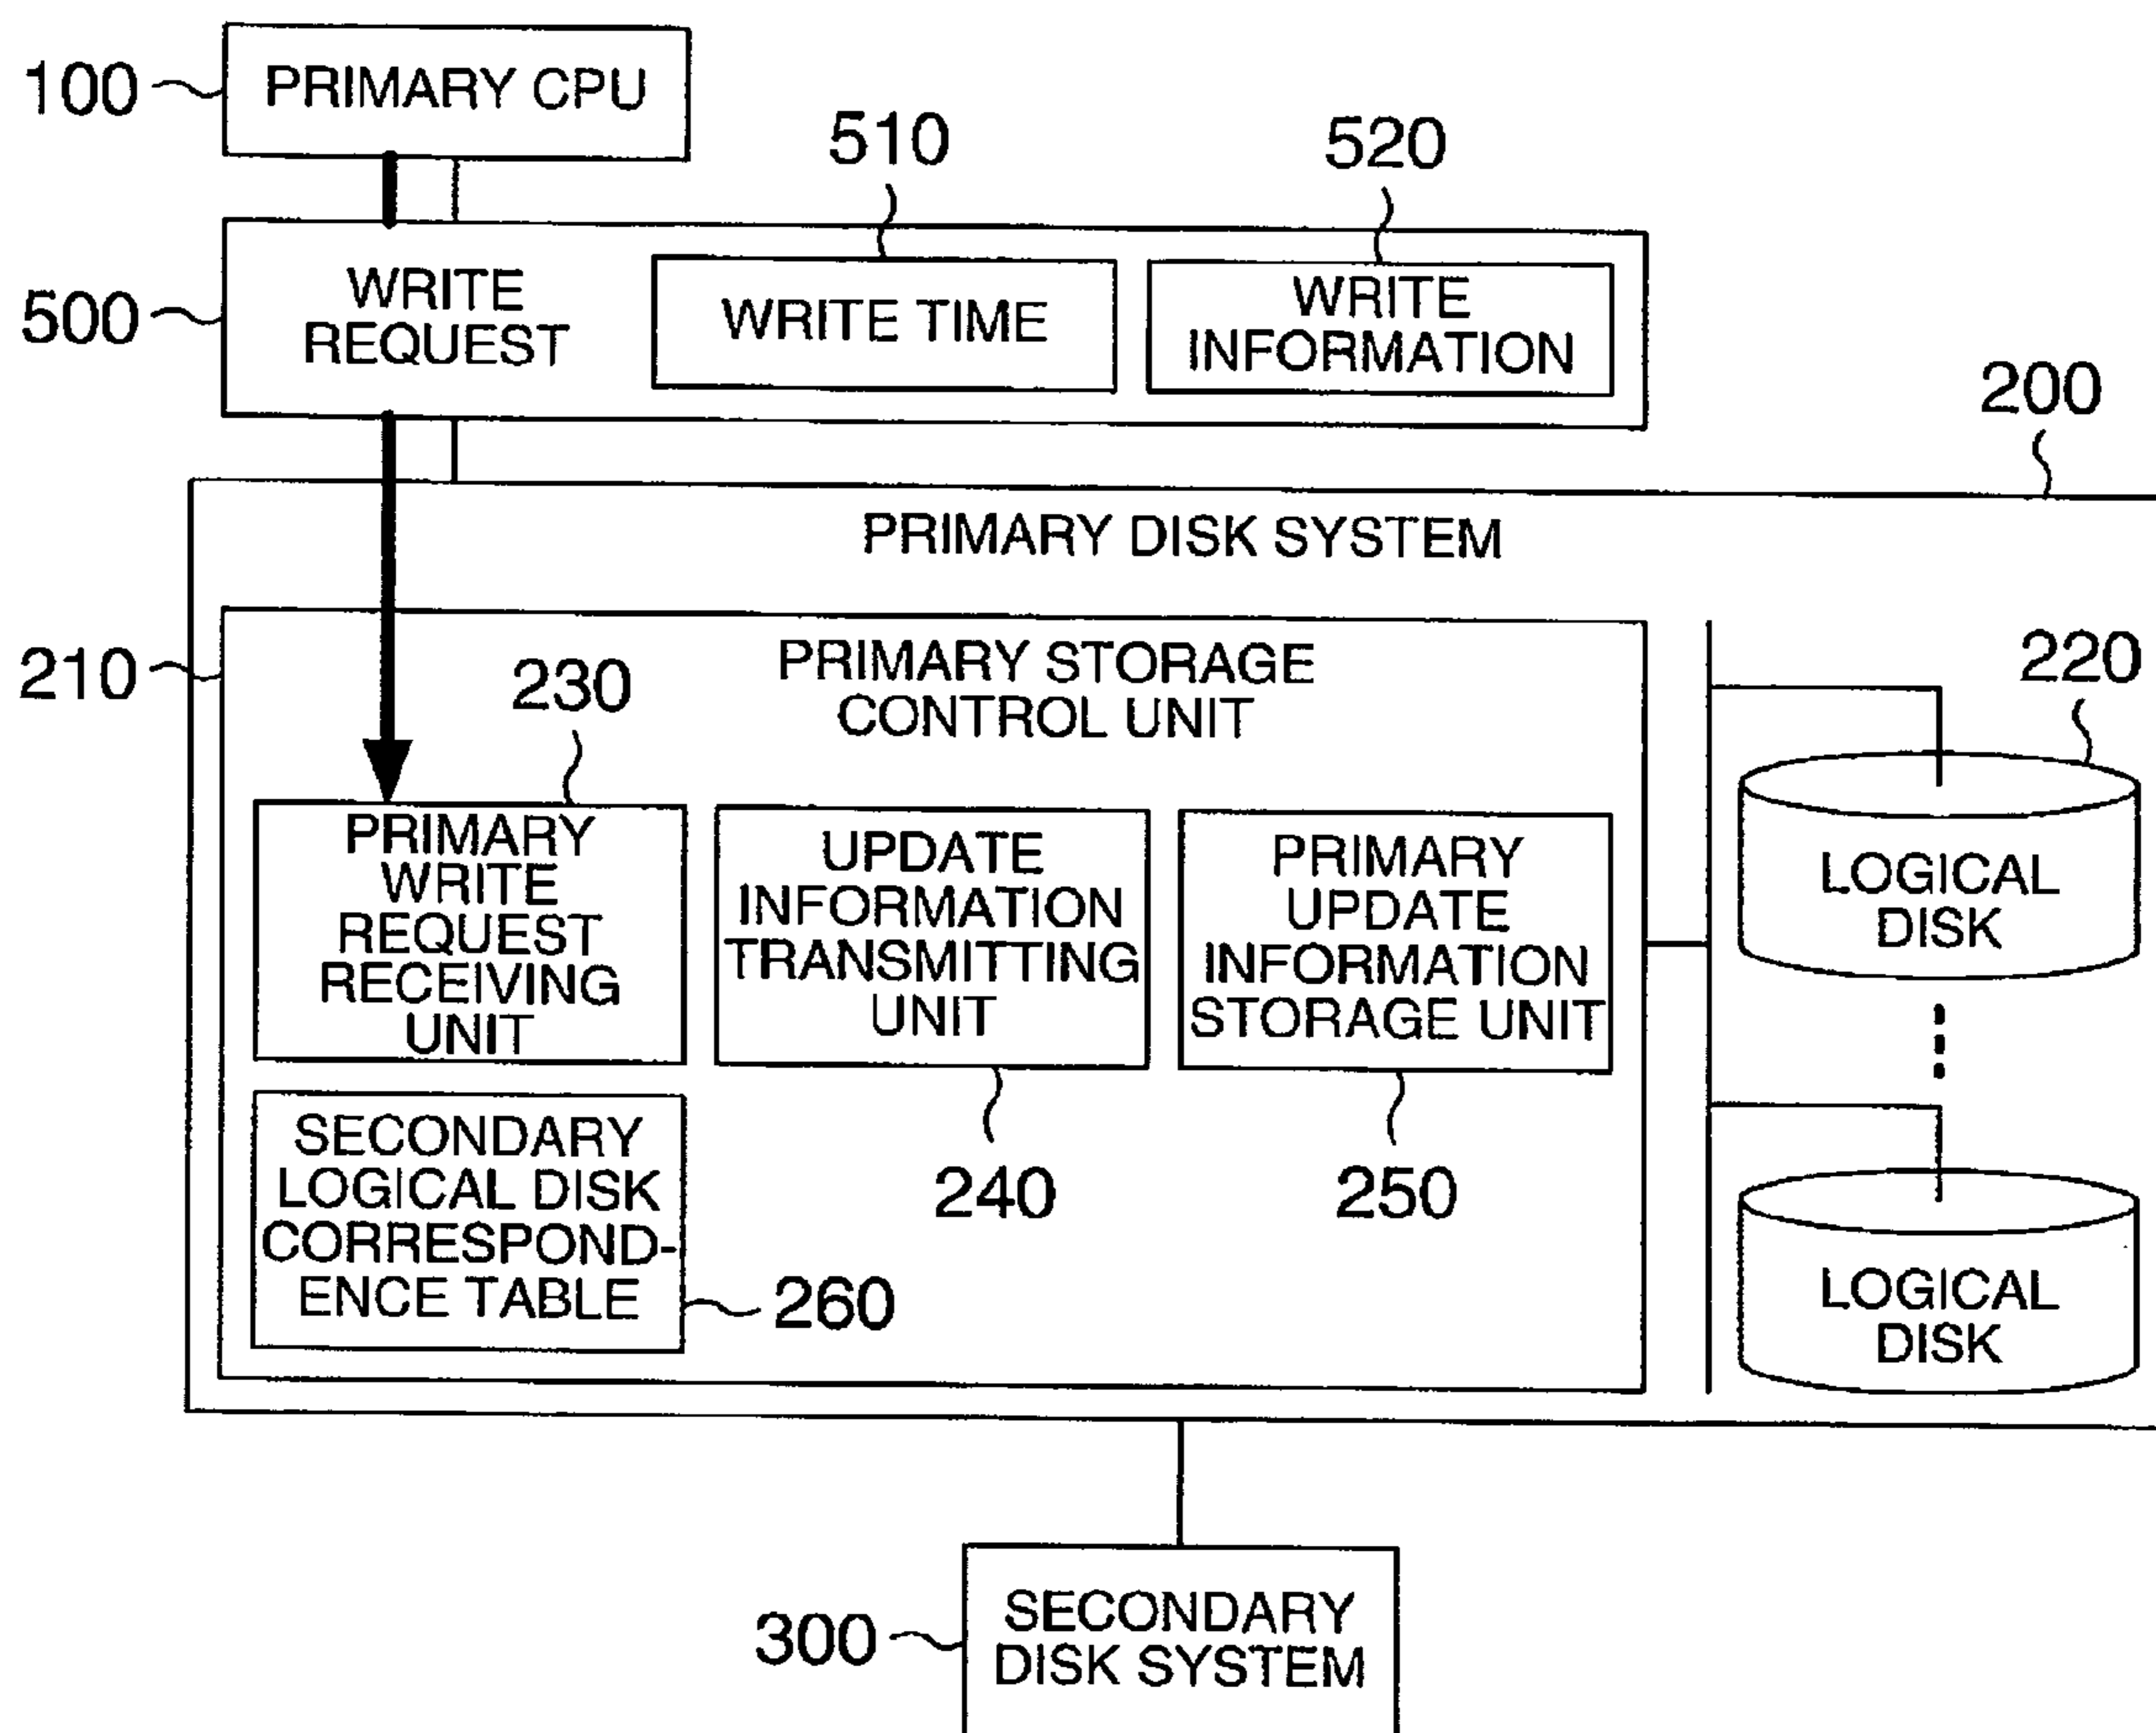 100
PRIMARY CPU
510
520
500
WRITE
REQUEST
WRITE TIME
WRITE
INFORMATION
200
PRIMARY DISK SYSTEM
210
230
PRIMARY STORAGE
CONTROL UNIT
220
PRIMARY
WRITE
REQUEST
RECEIVING
UNIT
UPDATE
INFORMATION
TRANSMITTING
UNIT
PRIMARY
UPDATE
INFORMATION
STORAGE UNIT
LOGICAL
DISK
SECONDARY
LOGICAL DISK
CORRESPOND-
ENCE TABLE
240
250
260
LOGICAL
DISK
300
SECONDARY
DISK SYSTEM